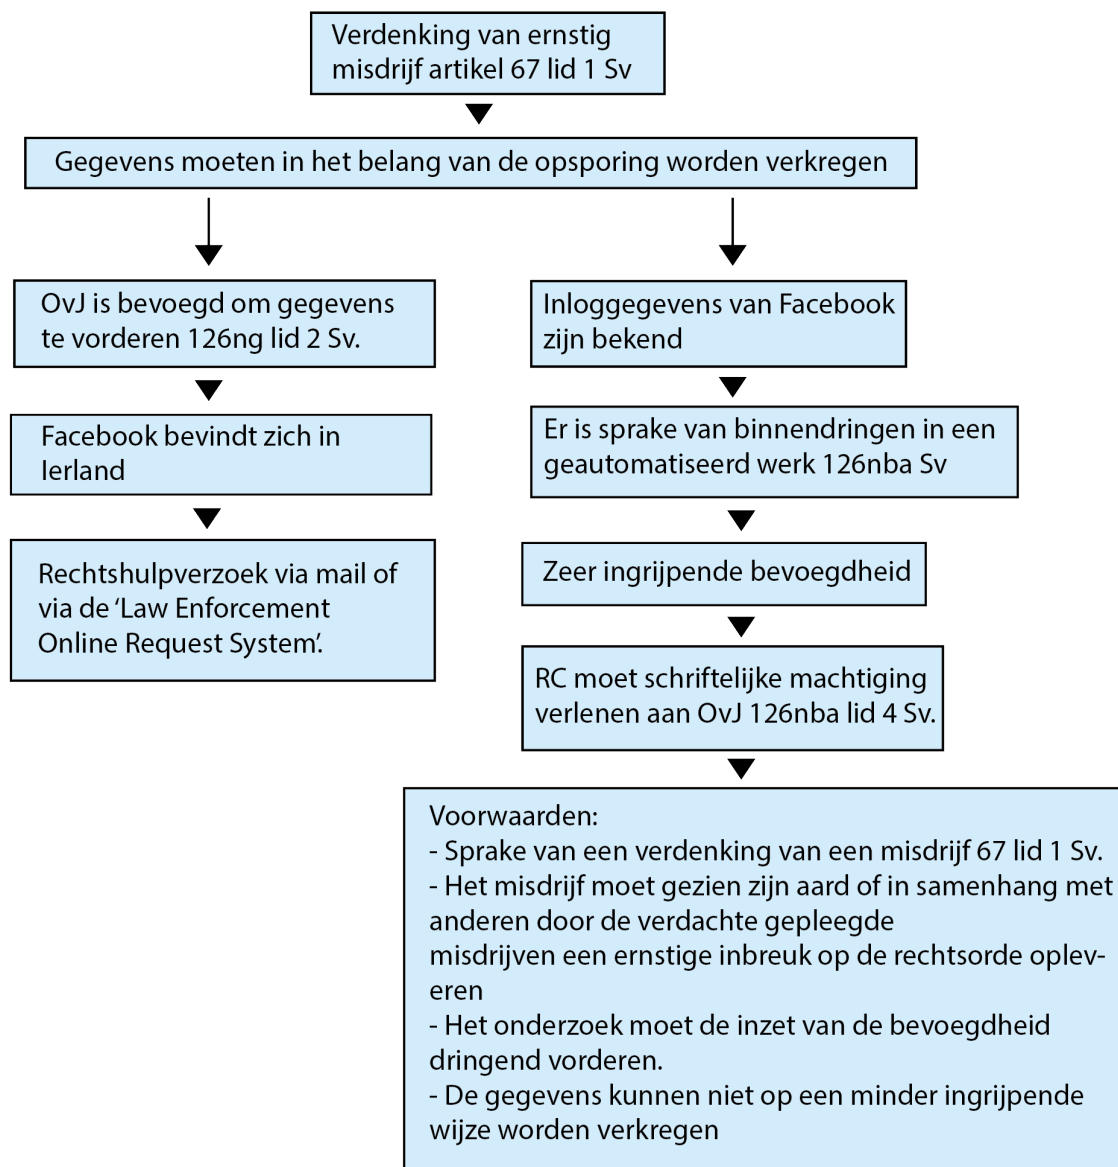 Verdenking van ernstig
misdrijf artikel 67 lid 1 Sv
Gegevens moeten in het belang van de opsporing worden verkregen
OvJ is bevoegd om gegevens
te vorderen 126ng lid 2 Sv.
Facebook bevindt zich in
Ierland
Rechtshulpverzoek via mail of
via de ‘Law Enforcement
Online Request System’.
Inloggegevens van Facebook
zijn bekend
Er is sprake van binnendringen in een
geautomatiseerd werk 126nba Sv
Zeer ingrijpende bevoegdheid
RC moet schriftelijke machtiging
verlenen aan OvJ 126nba lid 4 Sv.
Voorwaarden:
- Sprake van een verdenking van een misdrijf 67 lid 1 Sv.
- Het misdrijf moet gezien zijn aard of in samenhang met
anderen door de verdachte gepleegde
misdrijven een ernstige inbreuk op de rechtsorde oplev-
eren
- Het onderzoek moet de inzet van de bevoegdheid
dringend vorderen.
- De gegevens kunnen niet op een minder ingrijpende
wijze worden verkregen